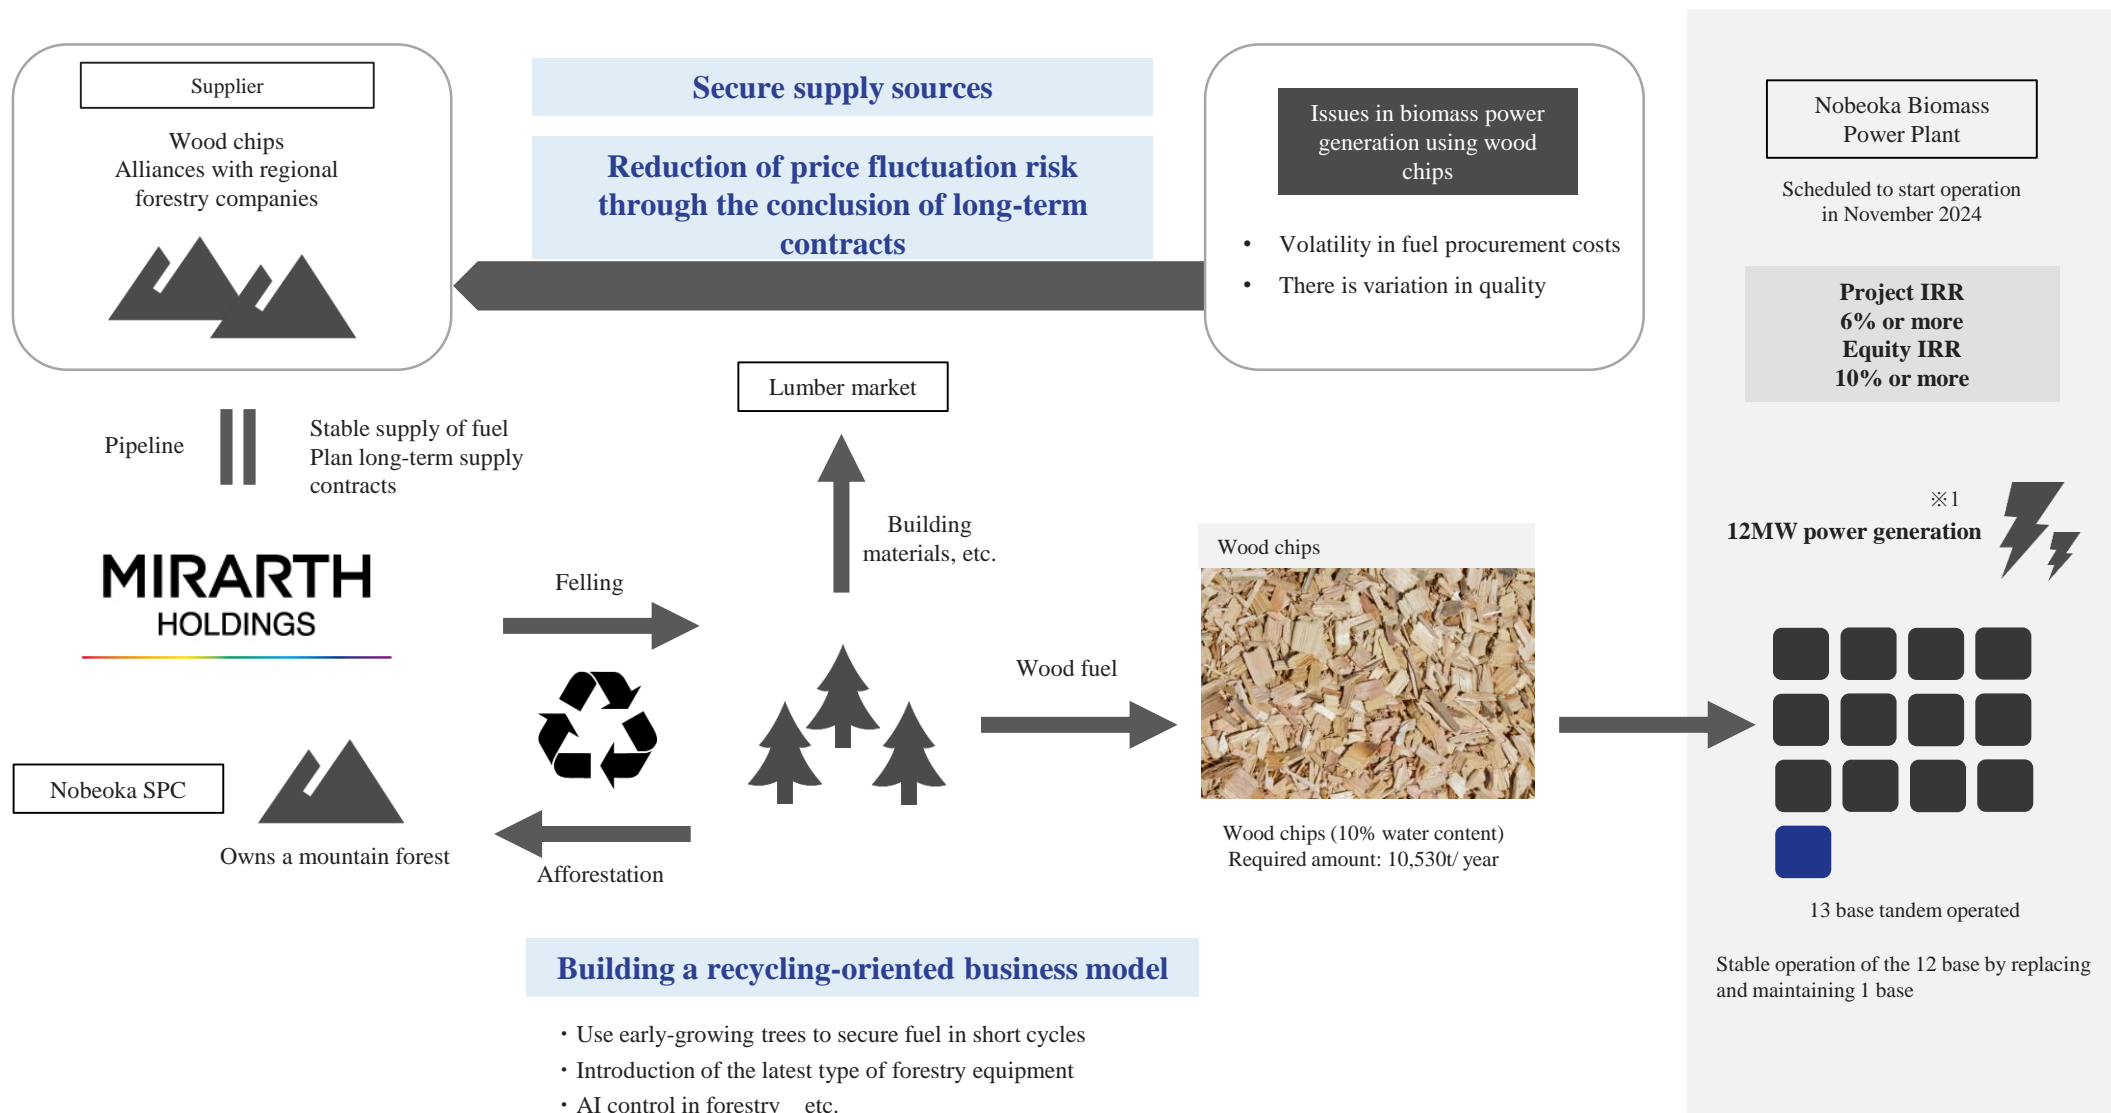 Supplier
Wood chips
Alliances with regional
forestry companies
Secure supply sources
Reduction of price fluctuation risk
through the conclusion of long-term
contracts
Issues in biomass power
generation using wood
chips
• Volatility in fuel procurement costs
• There is variation in quality
Nobeoka Biomass
Power Plant
Scheduled to start operation
in November 2024
Project IRR
6% or more
Equity IRR
10% or more
※1
12MW power generation
Pipeline
Stable supply of fuel
Plan long-term supply
contracts
Lumber market
Building
materials, etc.
MIRARTH
HOLDINGS
Felling
Wood fuel
Wood chips
Nobeoka SPC
Owns a mountain forest
Afforestation
Wood chips (10% water content)
Required amount: 10,530t/ year
13 base tandem operated
Stable operation of the 12 base by replacing
and maintaining 1 base
Building a recycling-oriented business model
・Use early-growing trees to secure fuel in short cycles
・Introduction of the latest type of forestry equipment
・AI control in forestry etc.